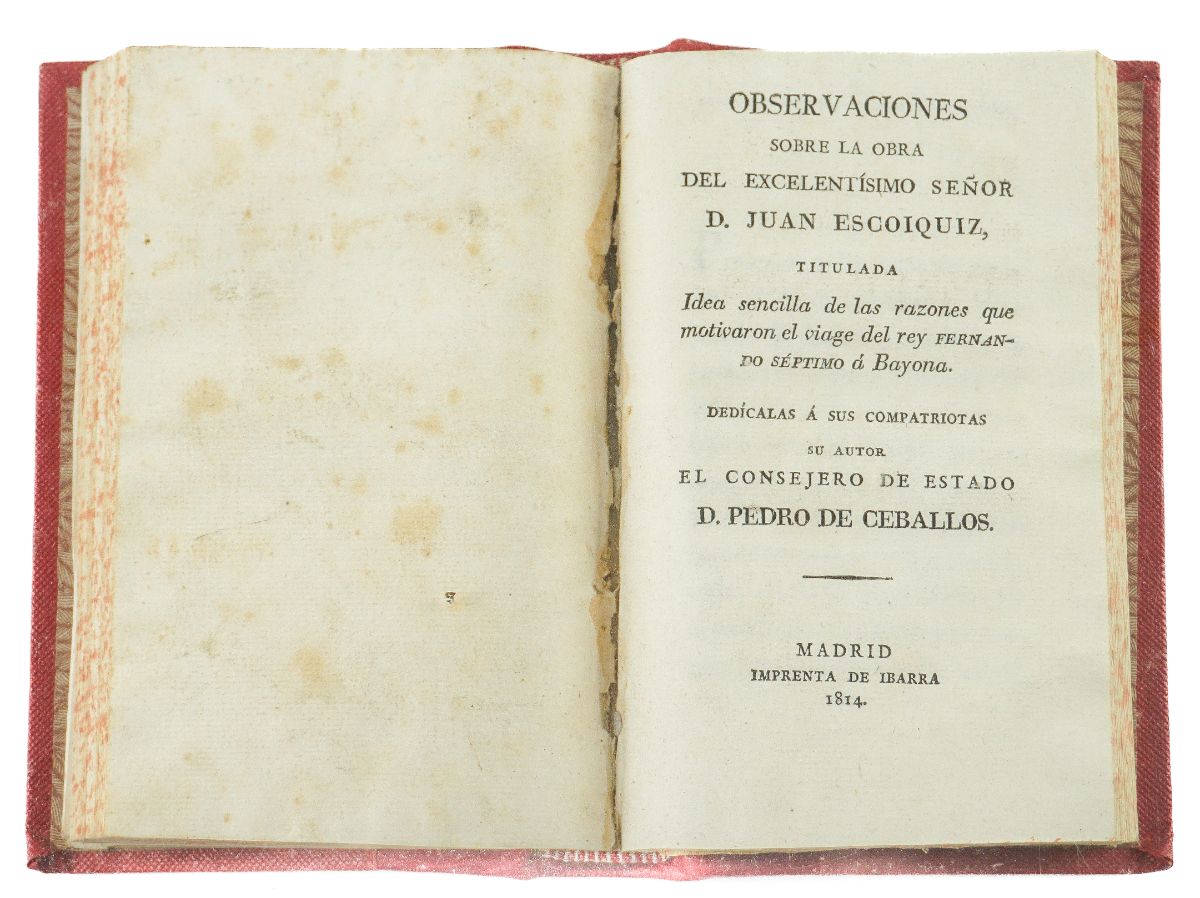 OBSERVACIONES
SOBRE LA OBRA
DEL EXCELENTÍSIMO SEÑOR
D. JUAN ESCOIQUIZ,
TITULADA
Idea sencilla de las razones que
motivaron el viage del rey FERNAN-
DO SÉPTIMO á Bayona.
DEDÍCALAS Á SUS COMPATRIOTAS
SU AUTOR
EL CONSEJERO DE ESTADO
D. PEDRO DE CEBALLOS.
MADRID
IMPRENTA DE IBARRA
1814.